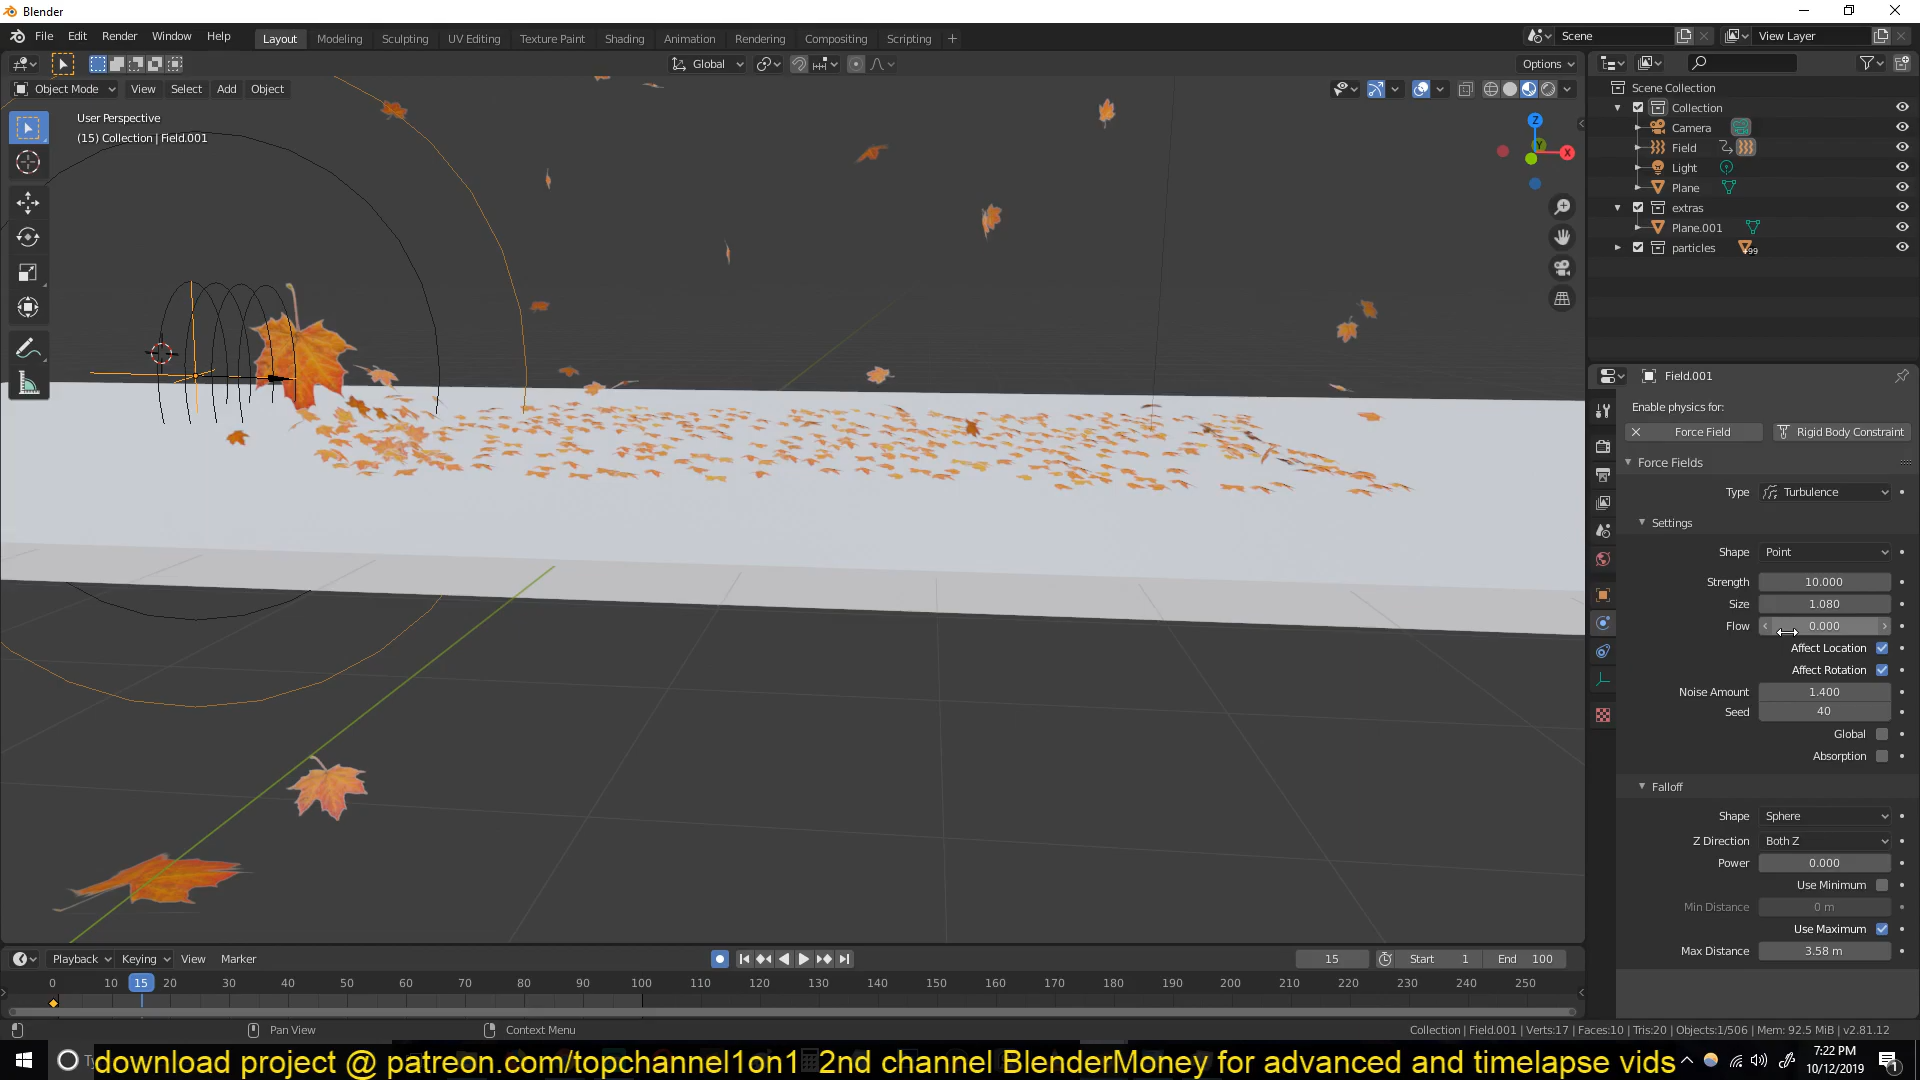 Blender
File Edit Render Window Help Layout Modeling Sculpting UV Editing Texture Paint Shading Animation Rendering Compositing Scripting + Scene View Layer
Global Options
Object Mode View Select Add Object
User Perspective
(15) Collection | Field.001
Z
Y
X
Scene Collection
Collection
Camera
Field
Light
Plane
extras
Plane.001
particles +99
Field.001
Enable physics for:
Force Field Rigid Body Constraint
Force Fields
Type Turbulence
Settings
Shape Point
Strength 10.000
Size 1.080
Flow 0.000
Affect Location
Affect Rotation
Noise Amount 1.400
Seed 40
Global
Absorption
Falloff
Shape Sphere
Z Direction Both Z
Power 0.000
Use Minimum
Min Distance 0 m
Use Maximum
Max Distance 3.58 m
Playback Keying View Marker 15 Start 1 End 100
0 10 15 20 30 40 50 60 70 80 90 100 110 120 130 140 150 160 170 180 190 200 210 220 230 240 250
Pan View Context Menu Collection | Field.001 | Verts:17 | Faces:10 | Tris:20 | Objects:1/506 | Mem: 92.5 MiB | v2.81.12
download project @ patreon.com/topchannel1on1 2nd channel BlenderMoney for advanced and timelapse vids
7:22 PM
10/12/2019
1